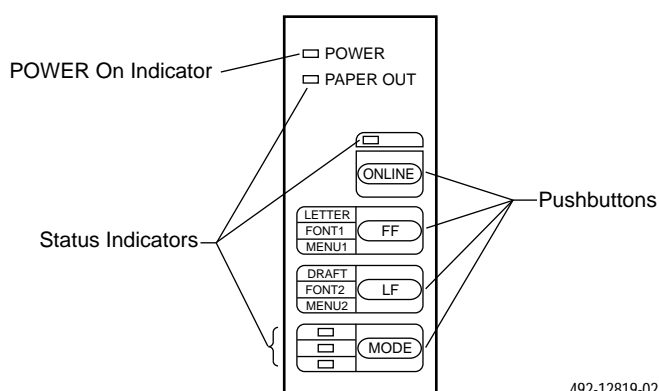 POWER
POWER On Indicator
PAPER OUT
ONLINE
Pushbuttons
LETTER
FONT1
MENU1
FF
Status Indicators
DRAFT
FONT2
MENU2
LF
MODE
492-12819-02